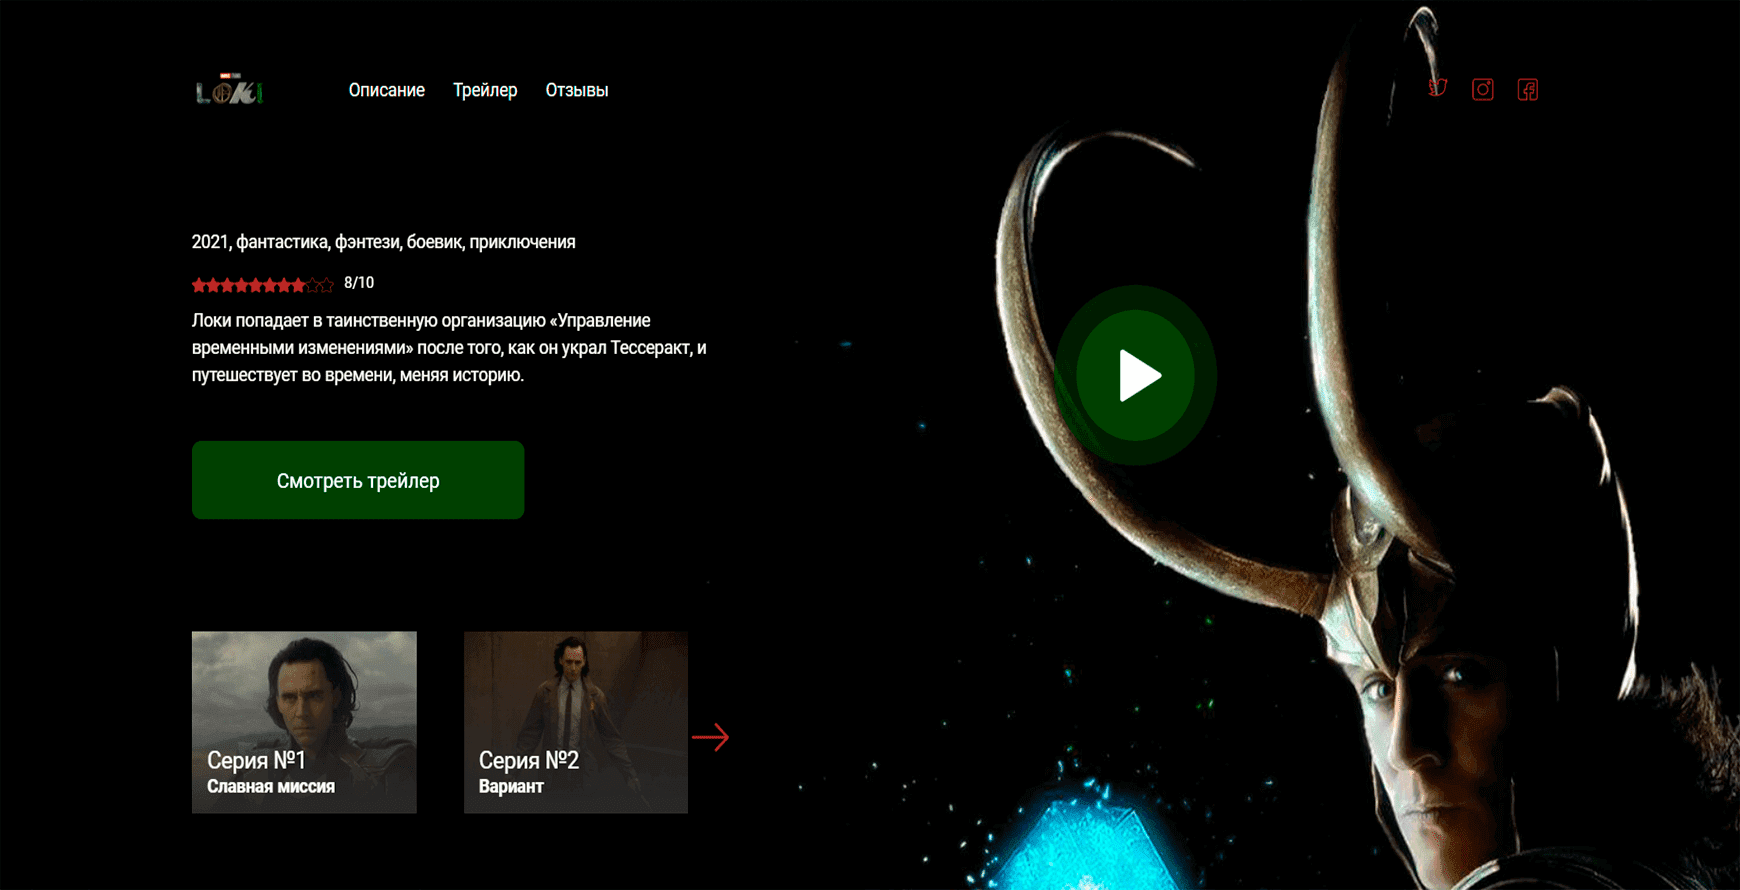 LOKI
Описание Трейлер Отзывы
2021, фантастика, фэнтези, боевик, приключения
8/10
Локи попадает в таинственную организацию «Управление
временными изменениями» после того, как он украл Тессеракт, и
путешествует во времени, меняя историю.
Смотреть трейлер
Серия №1
Славная миссия
Серия №2
Вариант